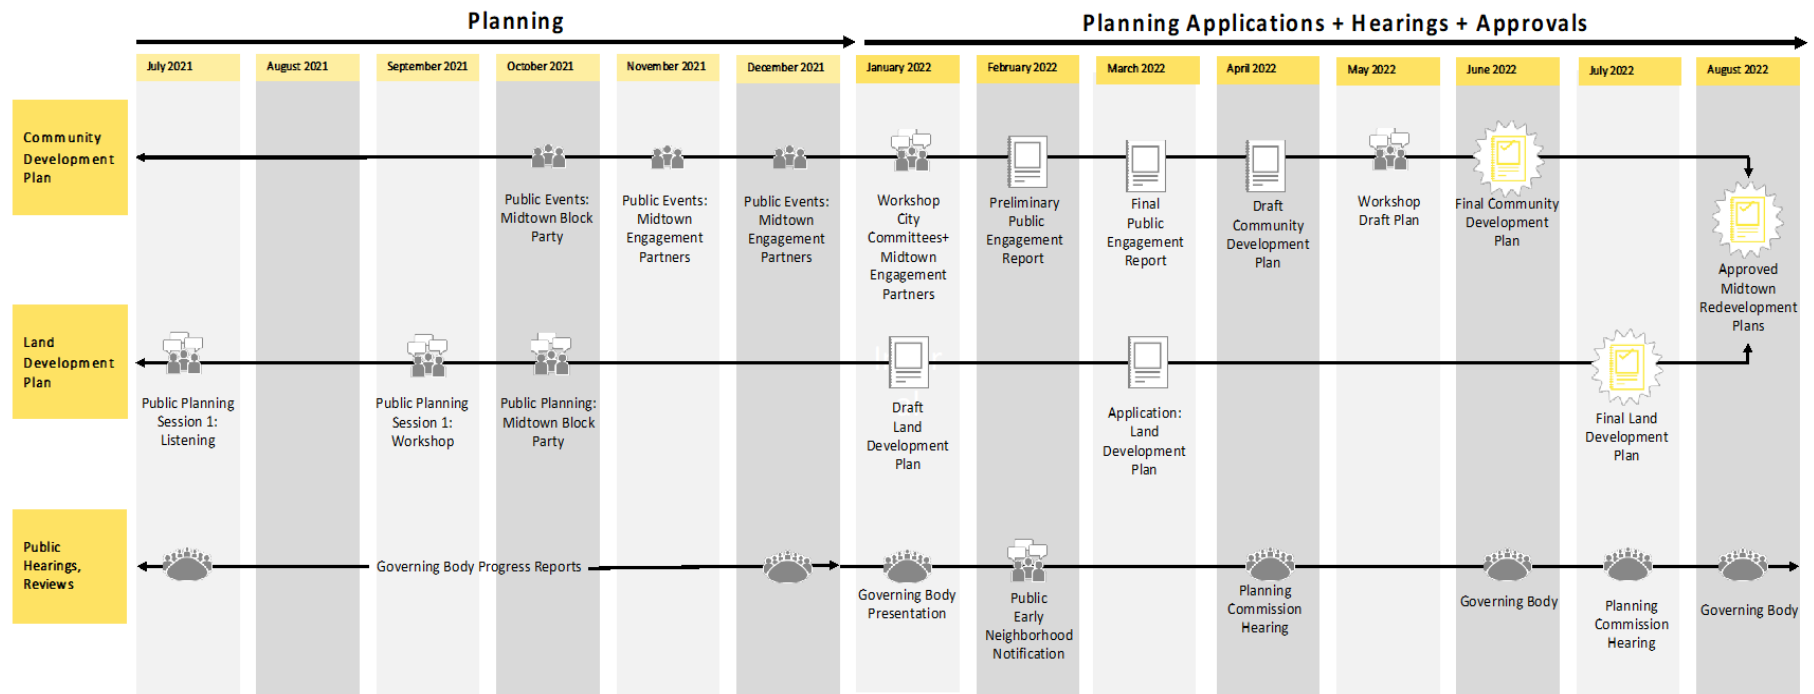 Planning
Planning Applications + Hearings + Approvals
July 2021
August 2021
September 2021
October 2021
November 2021
December 2021
January 2022
February 2022
March 2022
April 2022
May 2022
June 2022
July 2022
August 2022
Community
Development
Plan
Public Events:
Midtown Block
Party
Public Events:
Midtown
Engagement
Partners
Public Events:
Midtown
Engagement
Partners
Workshop
City
Committees+
Midtown
Engagement
Partners
Preliminary
Public
Engagement
Report
Final
Public
Engagement
Report
Draft
Community
Development
Plan
Workshop
Draft Plan
Final Community
Development
Plan
Approved
Midtown
Redevelopment
Plans
Land
Development
Plan
Public Planning
Session 1:
Listening
Public Planning
Session 1:
Workshop
Public Planning:
Midtown Block
Party
Draft
Land
Development
Plan
Application:
Land
Development
Plan
Final Land
Development
Plan
Public
Hearings,
Reviews
Governing Body Progress Reports
Governing Body
Presentation
Public
Early
Neighborhood
Notification
Planning
Commission
Hearing
Governing Body
Planning
Commission
Hearing
Governing Body